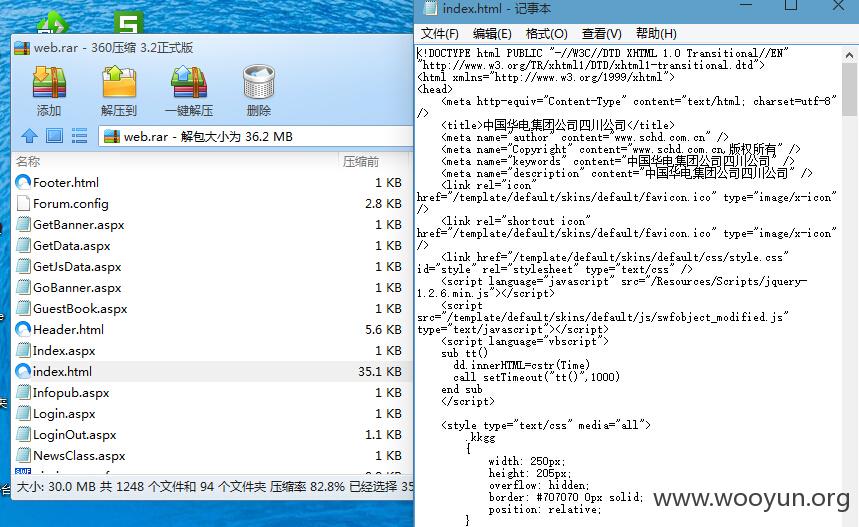 web.rar - 360压缩 3.2正式版
添加
解压到
一键解压
删除
web.rar - 解包大小为 36.2 MB
名称
压缩前
Footer.html
1 KB
Forum.config
2.8 KB
GetBanner.aspx
1 KB
GetData.aspx
1 KB
GetJsData.aspx
1 KB
GoBanner.aspx
1 KB
GuestBook.aspx
1 KB
Header.html
5.6 KB
Index.aspx
1 KB
index.html
35.1 KB
Infopub.aspx
1 KB
Login.aspx
1 KB
LoginOut.aspx
1.1 KB
NewsClass.aspx
1 KB
大小: 30.0 MB 共 1248 个文件和 94 个文件夹 压缩率 82.8% 已经选择 35
index.html - 记事本
文件(F) 编辑(E) 格式(O) 查看(V) 帮助(H)
<!DOCTYPE html PUBLIC "-//W3C//DTD XHTML 1.0 Transitional//EN"
"http://www.w3.org/TR/xhtml1/DTD/xhtml1-transitional.dtd">
<html xmlns="http://www.w3.org/1999/xhtml">
<head>
<meta http-equiv="Content-Type" content="text/html; charset=utf-8"
/>
<title>中国华电集团公司四川公司</title>
<meta name="author" content="www.schd.com.cn" />
<meta name="Copyright" content="www.schd.com.cn,版权所有" />
<meta name="keywords" content="中国华电集团公司四川公司" />
<meta name="description" content="中国华电集团公司四川公司" />
<link rel="icon"
href="/template/default/skins/default/favicon.ico" type="image/x-icon"
/>
<link rel="shortcut icon"
href="/template/default/skins/default/favicon.ico" type="image/x-icon"
/>
<link href="/template/default/skins/default/css/style.css"
id="style" rel="stylesheet" type="text/css" />
<script language="javascript" src="/Resources/Scripts/jquery-
1.2.6.min.js"></script>
<script
src="/template/default/skins/default/js/swfobject_modified.js"
type="text/javascript"></script>
<script language="vbscript">
sub tt()
dd.innerHTML=cstr(Time)
call setTimeout("tt()",1000)
end sub
</script>
<style type="text/css" media="all">
.kkgg
{
width: 250px;
height: 205px;
overflow: hidden;
border: #707070 0px solid;
position: relative;
}
www.wooyun.org